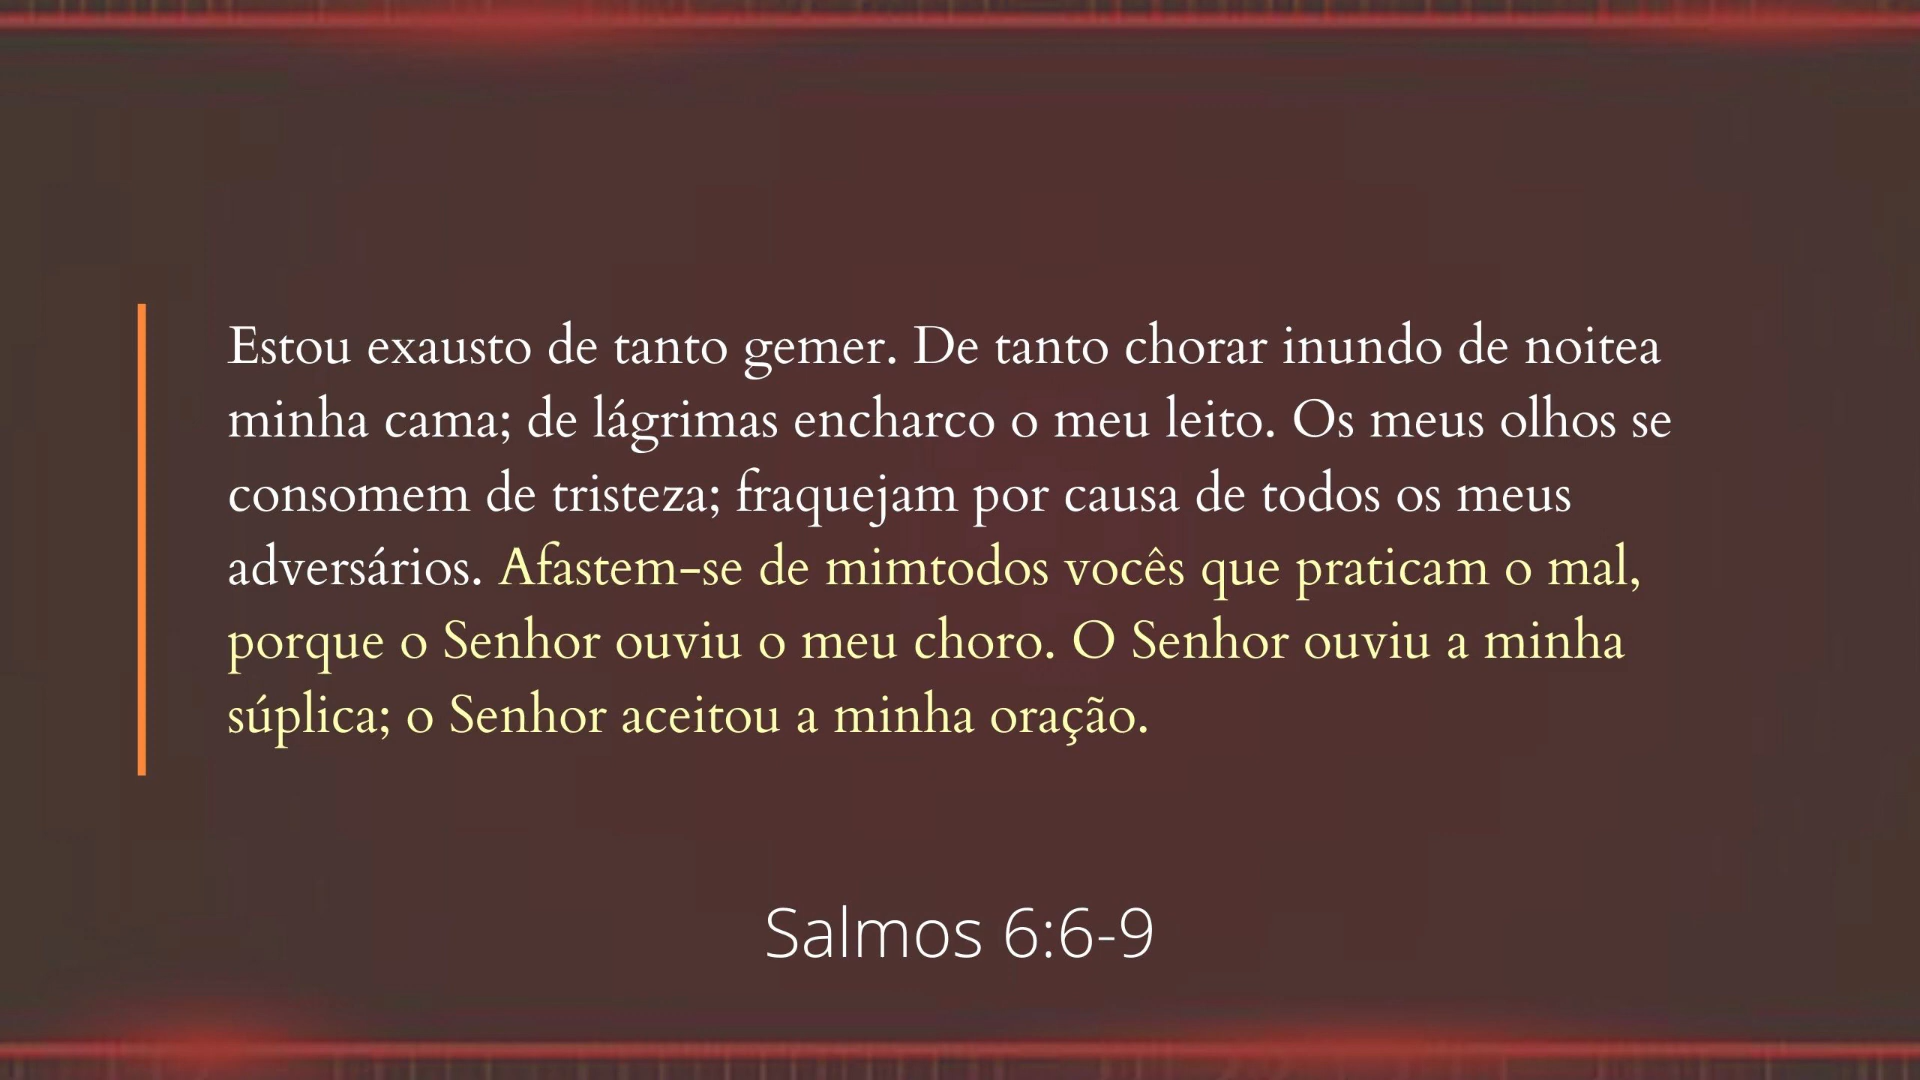 Estou exausto de tanto gemer. De tanto chorar inundo de noitea
minha cama; de lágrimas encharco o meu leito. Os meus olhos se
consomem de tristeza; fraquejam por causa de todos os meus
adversários. Afastem-se de mimtodos vocês que praticam o mal,
porque o Senhor ouviu o meu choro. O Senhor ouviu a minha
súplica; o Senhor aceitou a minha oração.
Salmos 6:6-9